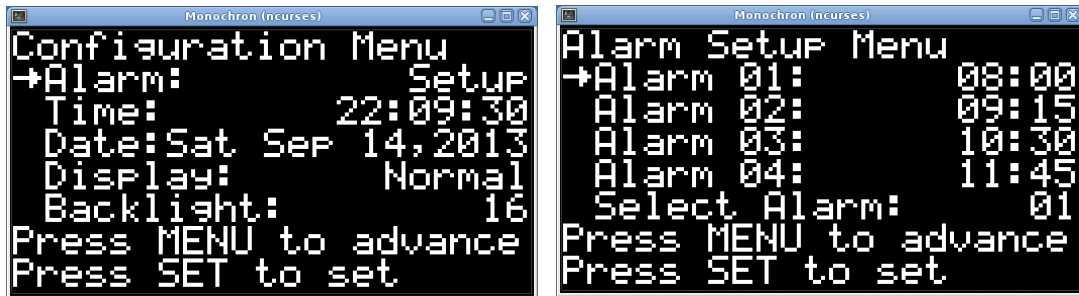 Monochron (ncurses)
Configuration Menu
Alarm: Setup
Time: 22:09:30
Date:Sat Sep 14,2013
Display: Normal
Backlight: 16
Press MENU to advance
Press SET to set
Monochron (ncurses)
Alarm Setup Menu
Alarm 01: 08:00
Alarm 02: 09:15
Alarm 03: 10:30
Alarm 04: 11:45
Select Alarm: 01
Press MENU to advance
Press SET to set